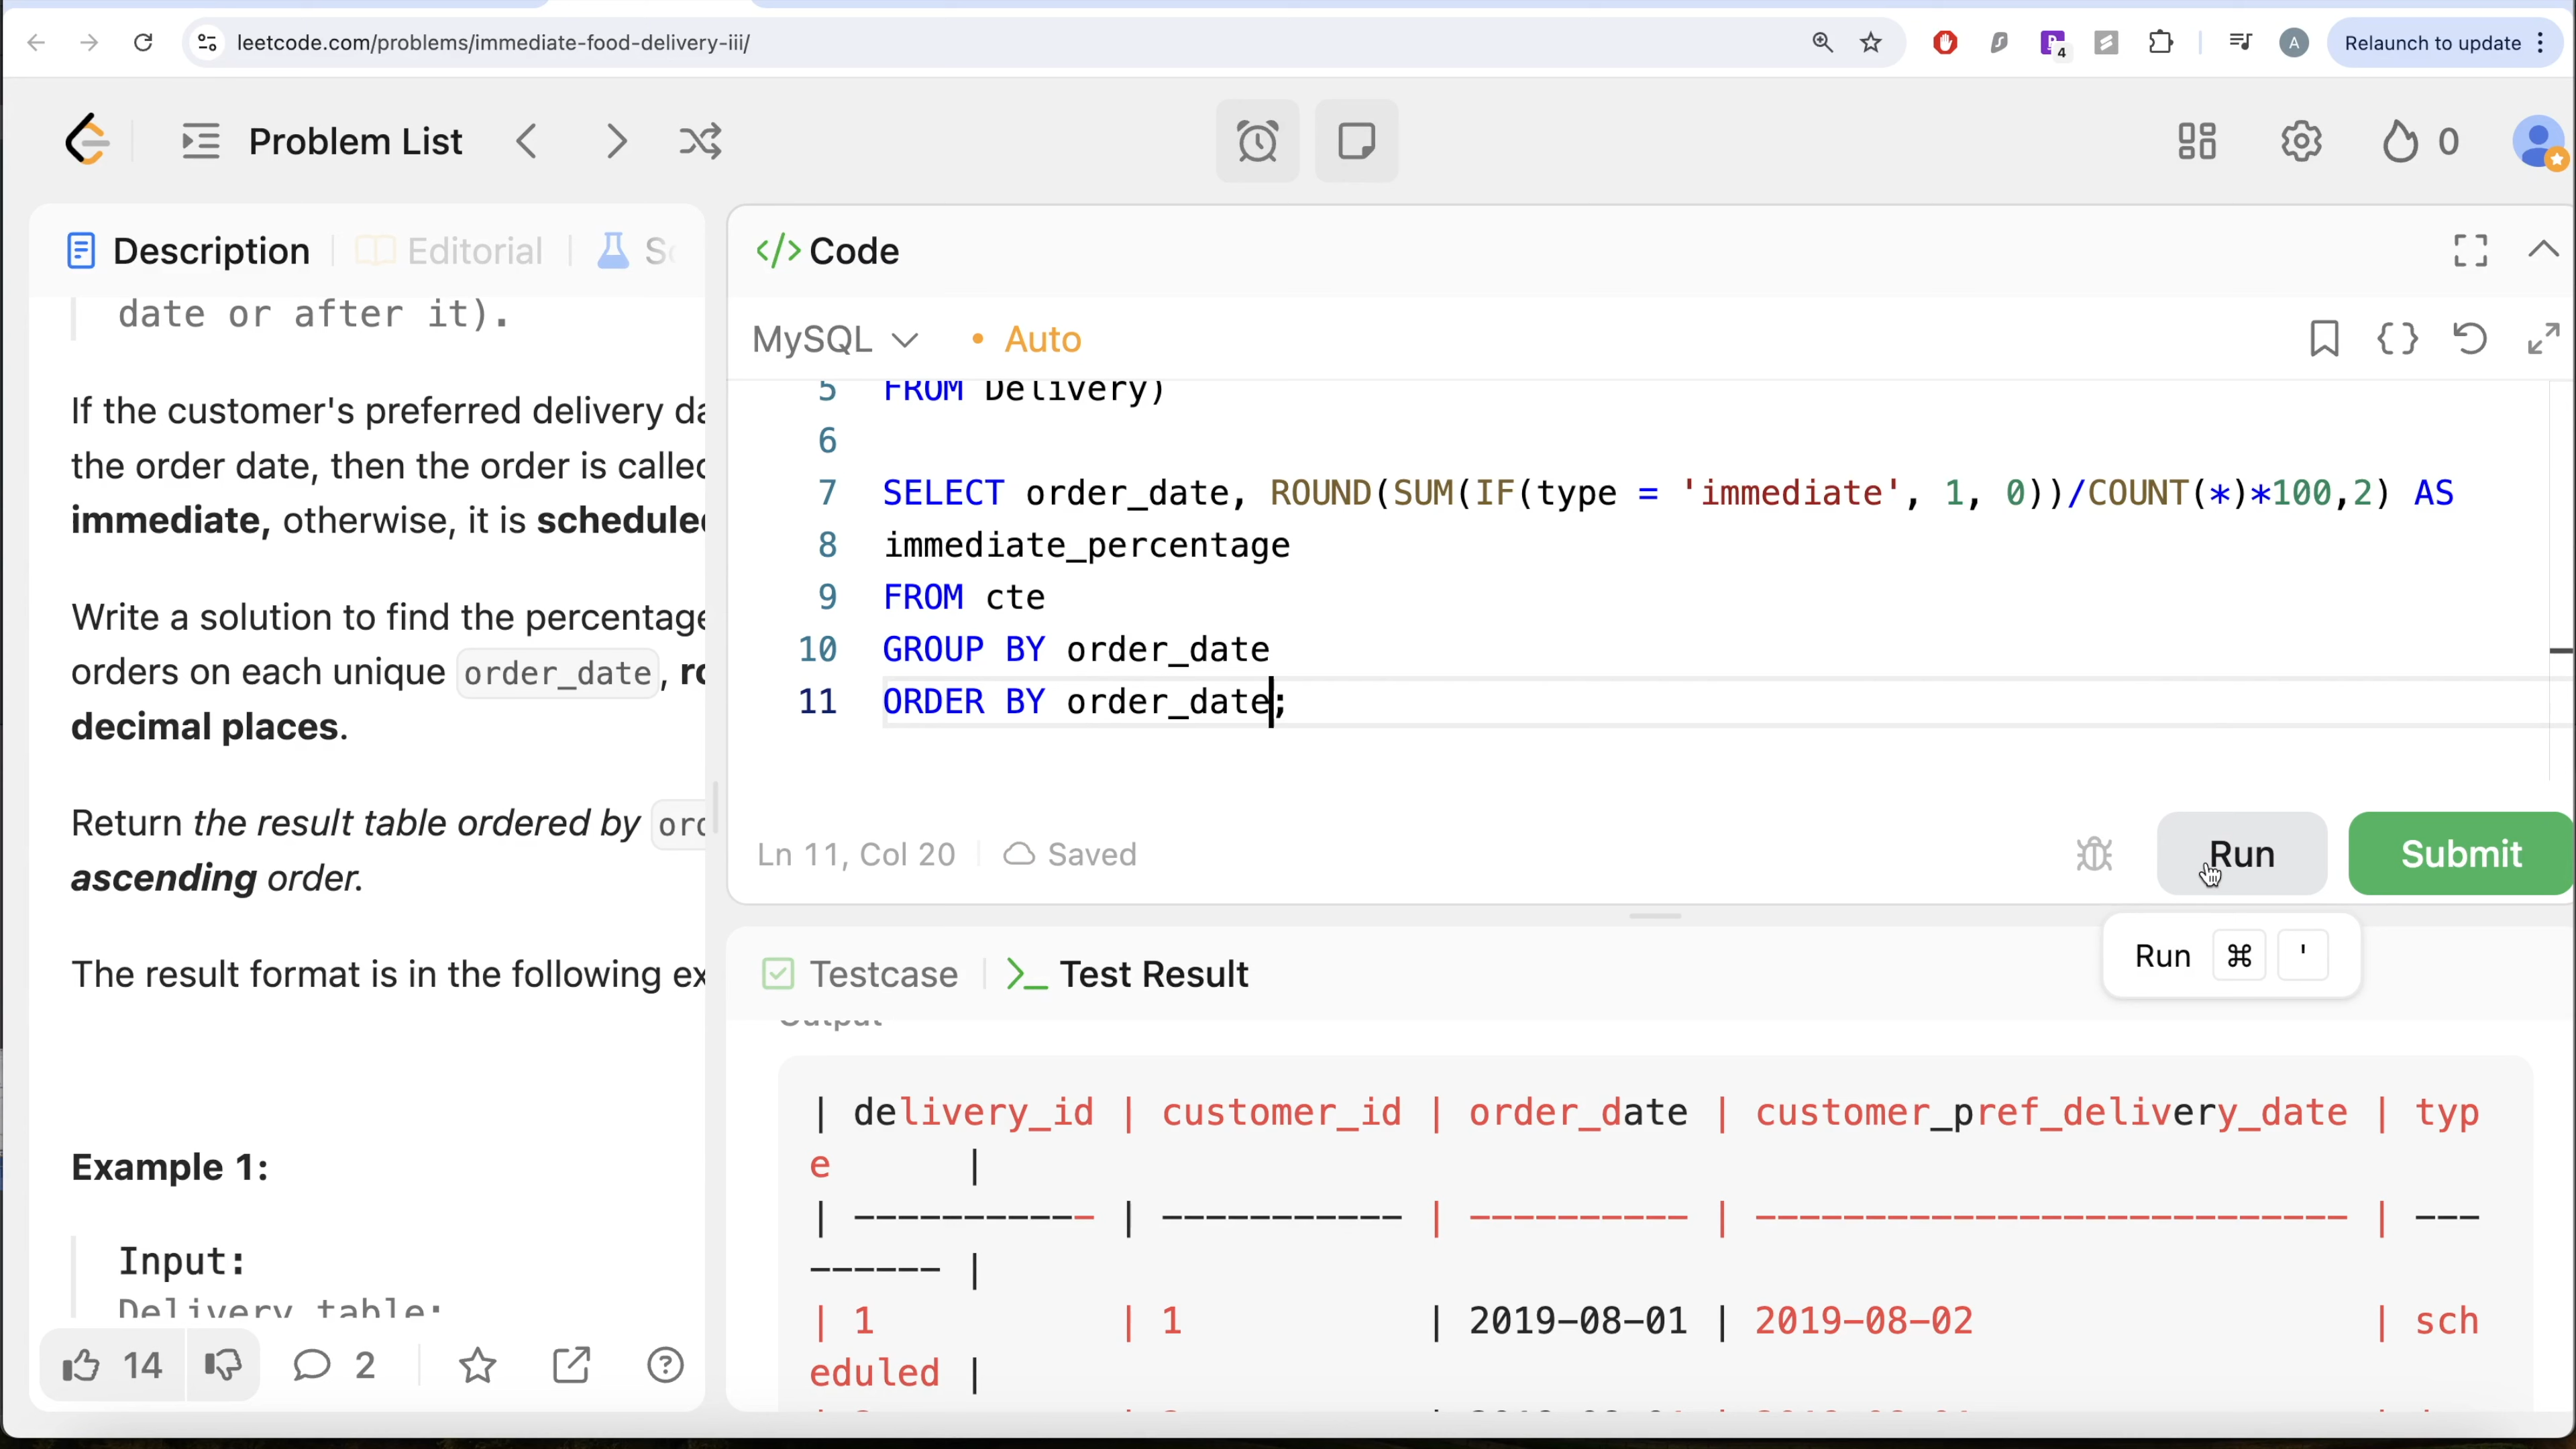 leetcode.com/problems/immediate-food-delivery-iii/
4
A
Relaunch to update
Problem List
0
Description
Editorial
date or after it).
If the customer's preferred delivery
the order date, then the order is called
immediate, otherwise, it is scheduled
Write a solution to find the percentage
orders on each unique order_date,
decimal places.
Return the result table ordered by
ascending order.
The result format is in the following
Example 1:
Input:
Delivery table:
14
2
Code
MySQL
• Auto
5 FROM Delivery)
6
7 SELECT order_date, ROUND(SUM(IF(type = 'immediate', 1, 0))/COUNT(*)*100,2) AS
8 immediate_percentage
9 FROM cte
10 GROUP BY order_date
11 ORDER BY order_date;
Ln 11, Col 20
Saved
Run
Submit
Run ⌘ '
Testcase
Test Result
Output
| delivery_id | customer_id | order_date | customer_pref_delivery_date | typ
e |
| ----------- | ----------- | ---------- | --------------------------- | ---
------ |
| 1 | 1 | 2019-08-01 | 2019-08-02 | sch
eduled |